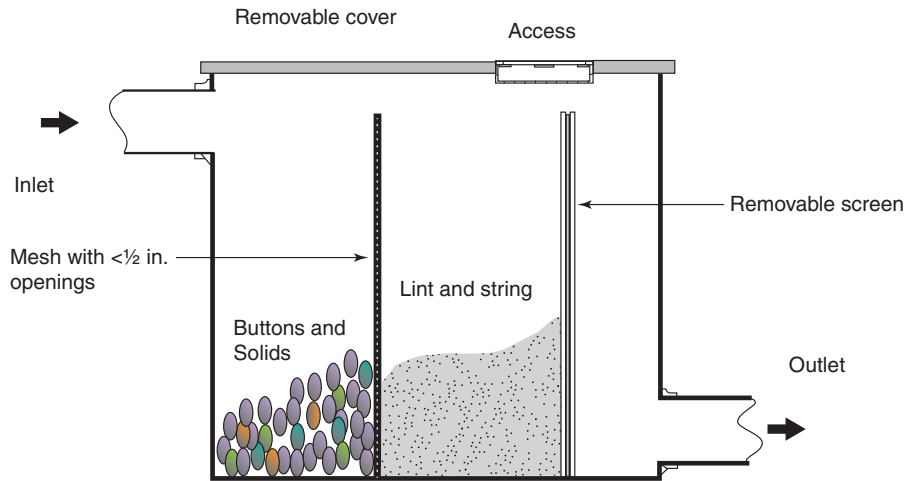 Removable cover
Access
Inlet
Removable screen
Mesh with <½ in.
openings
Lint and string
Buttons and
Solids
Outlet